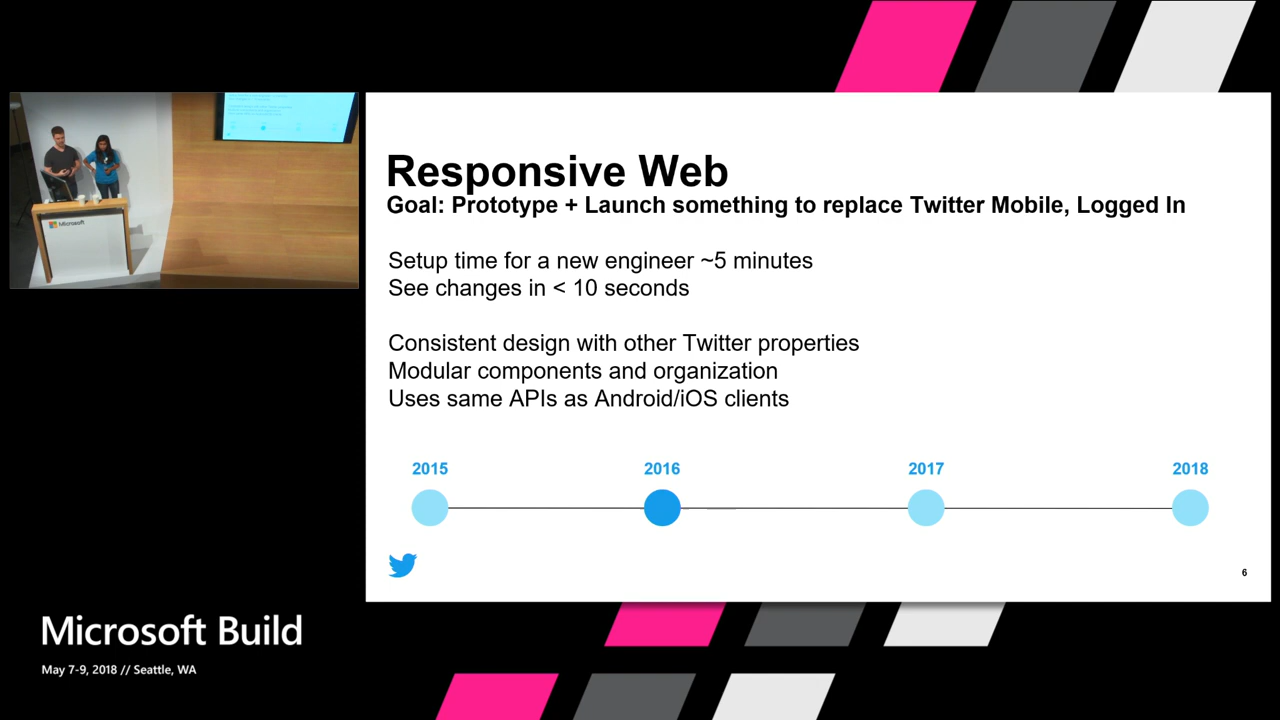 Responsive Web
Goal: Prototype + Launch something to replace Twitter Mobile, Logged In
Setup time for a new engineer ~5 minutes
See changes in < 10 seconds
Consistent design with other Twitter properties
Modular components and organization
Uses same APIs as Android/iOS clients
2015 2016 2017 2018
6
Microsoft
Microsoft Build
May 7-9, 2018 // Seattle, WA